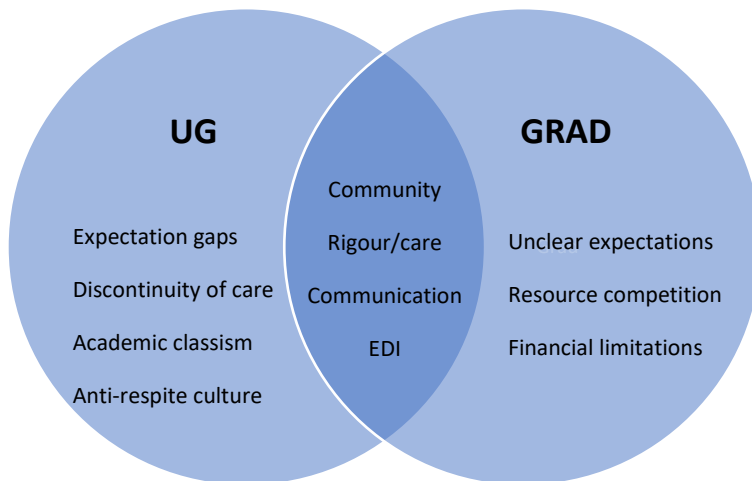 UG
Expectation gaps
Discontinuity of care
Academic classism
Anti-respite culture
Community
Rigour/care
Communication
EDI
GRAD
Unclear expectations
Resource competition
Financial limitations